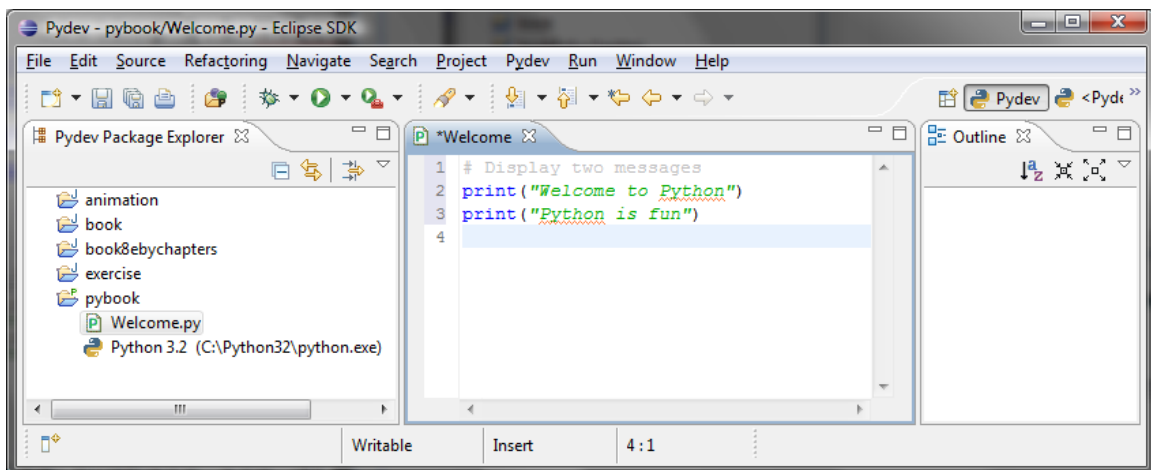 Pydev - pybook/Welcome.py - Eclipse SDK
File Edit Source Refactoring Navigate Search Project Pydev Run Window Help
Pydev <Pyde »
Pydev Package Explorer
animation
book
book8ebychapters
exercise
pybook
Welcome.py
Python 3.2 (C:\Python32\python.exe)
*Welcome
1 # Display two messages
2 print("Welcome to Python")
3 print("Python is fun")
4
Outline
Writable Insert 4:1